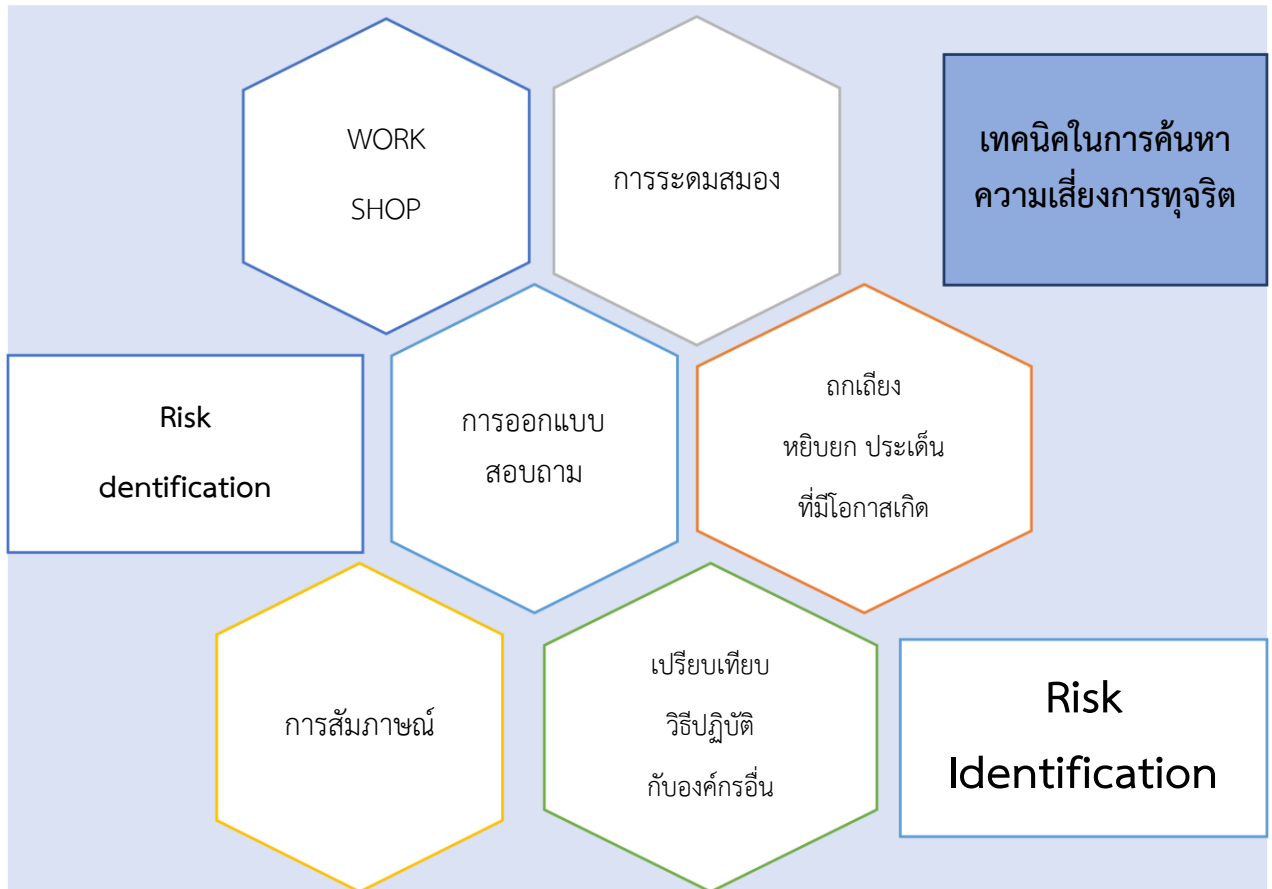 WORK
SHOP
การระดมสมอง
เทคนิคในการค้นหา
ความเสี่ยงการทุจริต
Risk
dentification
การออกแบบ
สอบถาม
ถกเถียง
หยิบยก ประเด็น
ที่มีโอกาสเกิด
การสัมภาษณ์
เปรียบเทียบ
วิธีปฏิบัติ
กับองค์กรอื่น
Risk
Identification